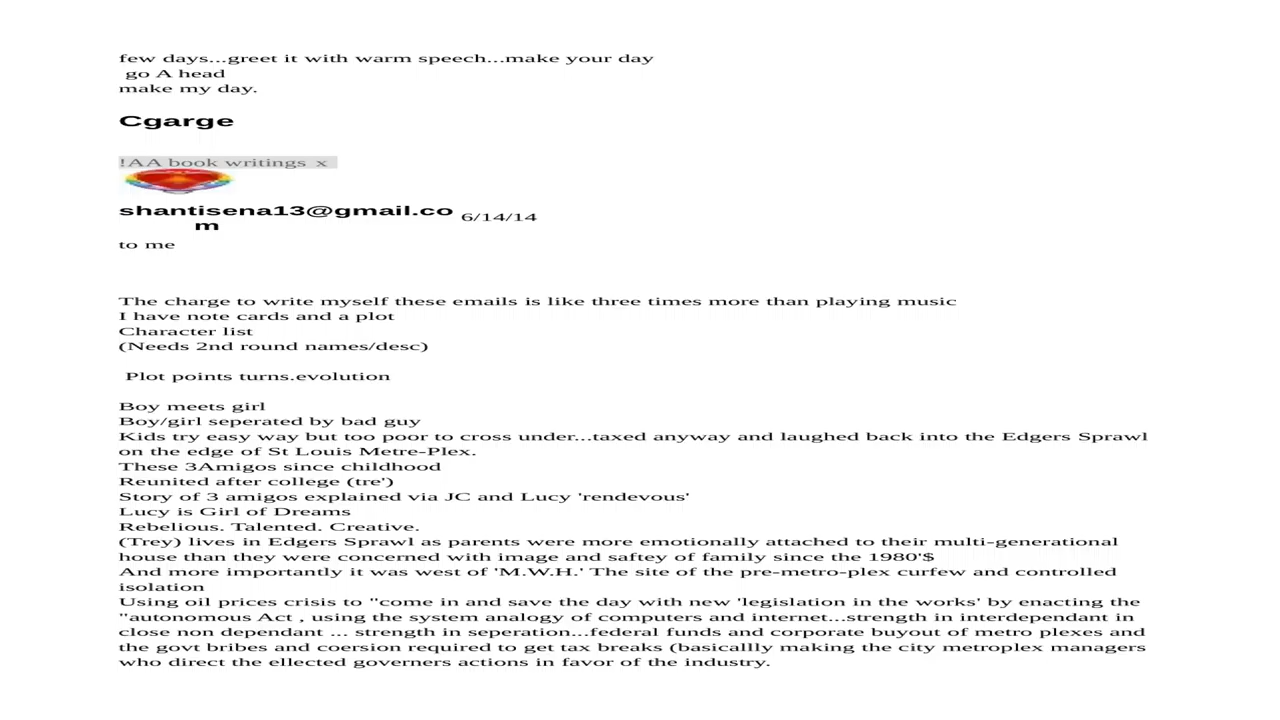 few days...greet it with warm speech...make your day
go A head
make my day.
Cgarge
!AA book writings x
shantisena13@gmail.co
m
6/14/14
to me
The charge to write myself these emails is like three times more than playing music
I have note cards and a plot
Character list
(Needs 2nd round names/desc)
Plot points turns.evolution
Boy meets girl
Boy/girl seperated by bad guy
Kids try easy way but too poor to cross under...taxed anyway and laughed back into the Edgers Sprawl
on the edge of St Louis Metre-Plex.
These 3Amigos since childhood
Reunited after college (tre')
Story of 3 amigos explained via JC and Lucy 'rendevous'
Lucy is Girl of Dreams
Rebelious. Talented. Creative.
(Trey) lives in Edgers Sprawl as parents were more emotionally attached to their multi-generational
house than they were concerned with image and saftey of family since the 1980'$
And more importantly it was west of 'M.W.H.' The site of the pre-metro-plex curfew and controlled
isolation
Using oil prices crisis to "come in and save the day with new 'legislation in the works' by enacting the
"autonomous Act , using the system analogy of computers and internet...strength in interdependant in
close non dependant ... strength in seperation...federal funds and corporate buyout of metro plexes and
the govt bribes and coersion required to get tax breaks (basicallly making the city metroplex managers
who direct the ellected governers actions in favor of the industry.